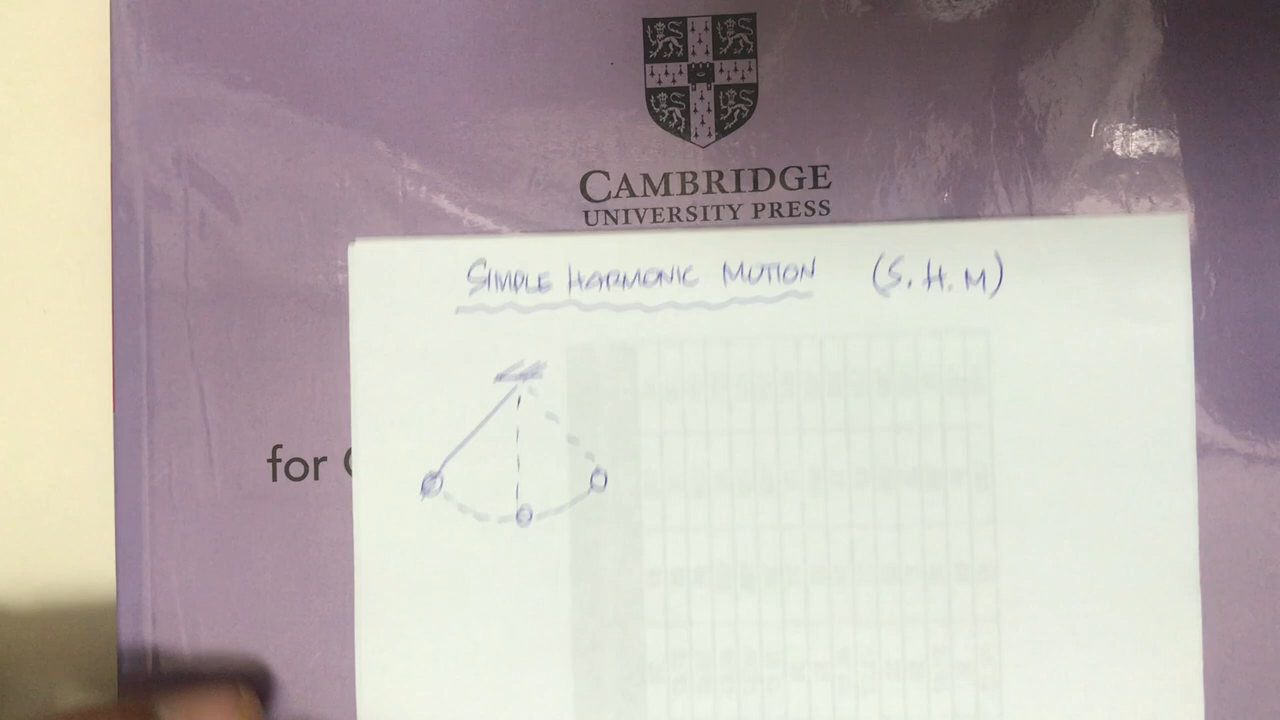 CAMBRIDGE
UNIVERSITY PRESS
SIMPLE HARMONIC MOTION (S.H.M)
for